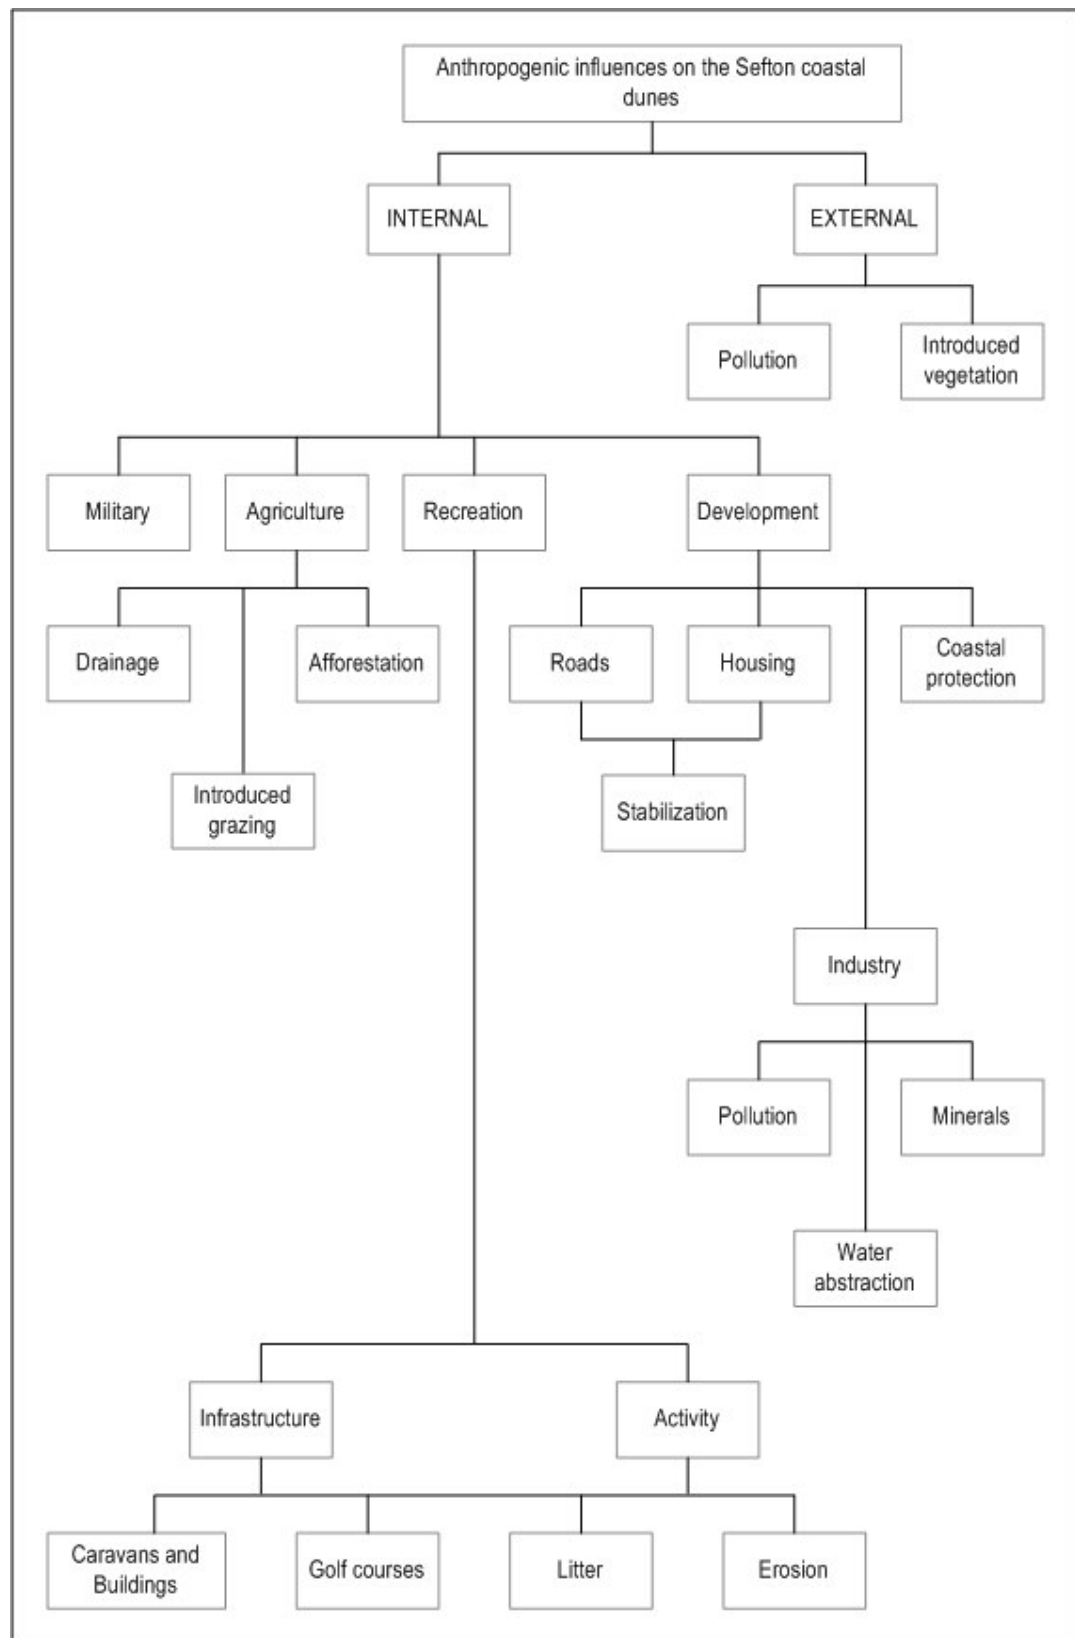 Anthropogenic influences on the Sefton coastal
dunes
INTERNAL
EXTERNAL
Pollution
Introduced
vegetation
Military
Agriculture
Recreation
Development
Drainage
Afforestation
Roads
Housing
Coastal
protection
Introduced
grazing
Stabilization
Industry
Pollution
Minerals
Water
abstraction
Infrastructure
Activity
Caravans and
Buildings
Golf courses
Litter
Erosion